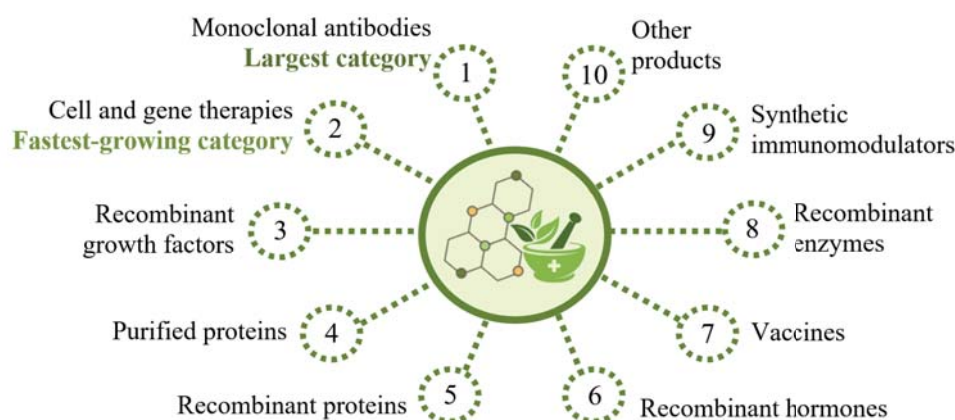 Monoclonal antibodies
Largest category
1
Cell and gene therapies
Fastest-growing category
2
Recombinant
growth factors
3
Purified proteins
4
Recombinant proteins
5
6
Recombinant hormones
7
Vaccines
8
Recombinant
enzymes
9
Synthetic
immunomodulators
10
Other
products